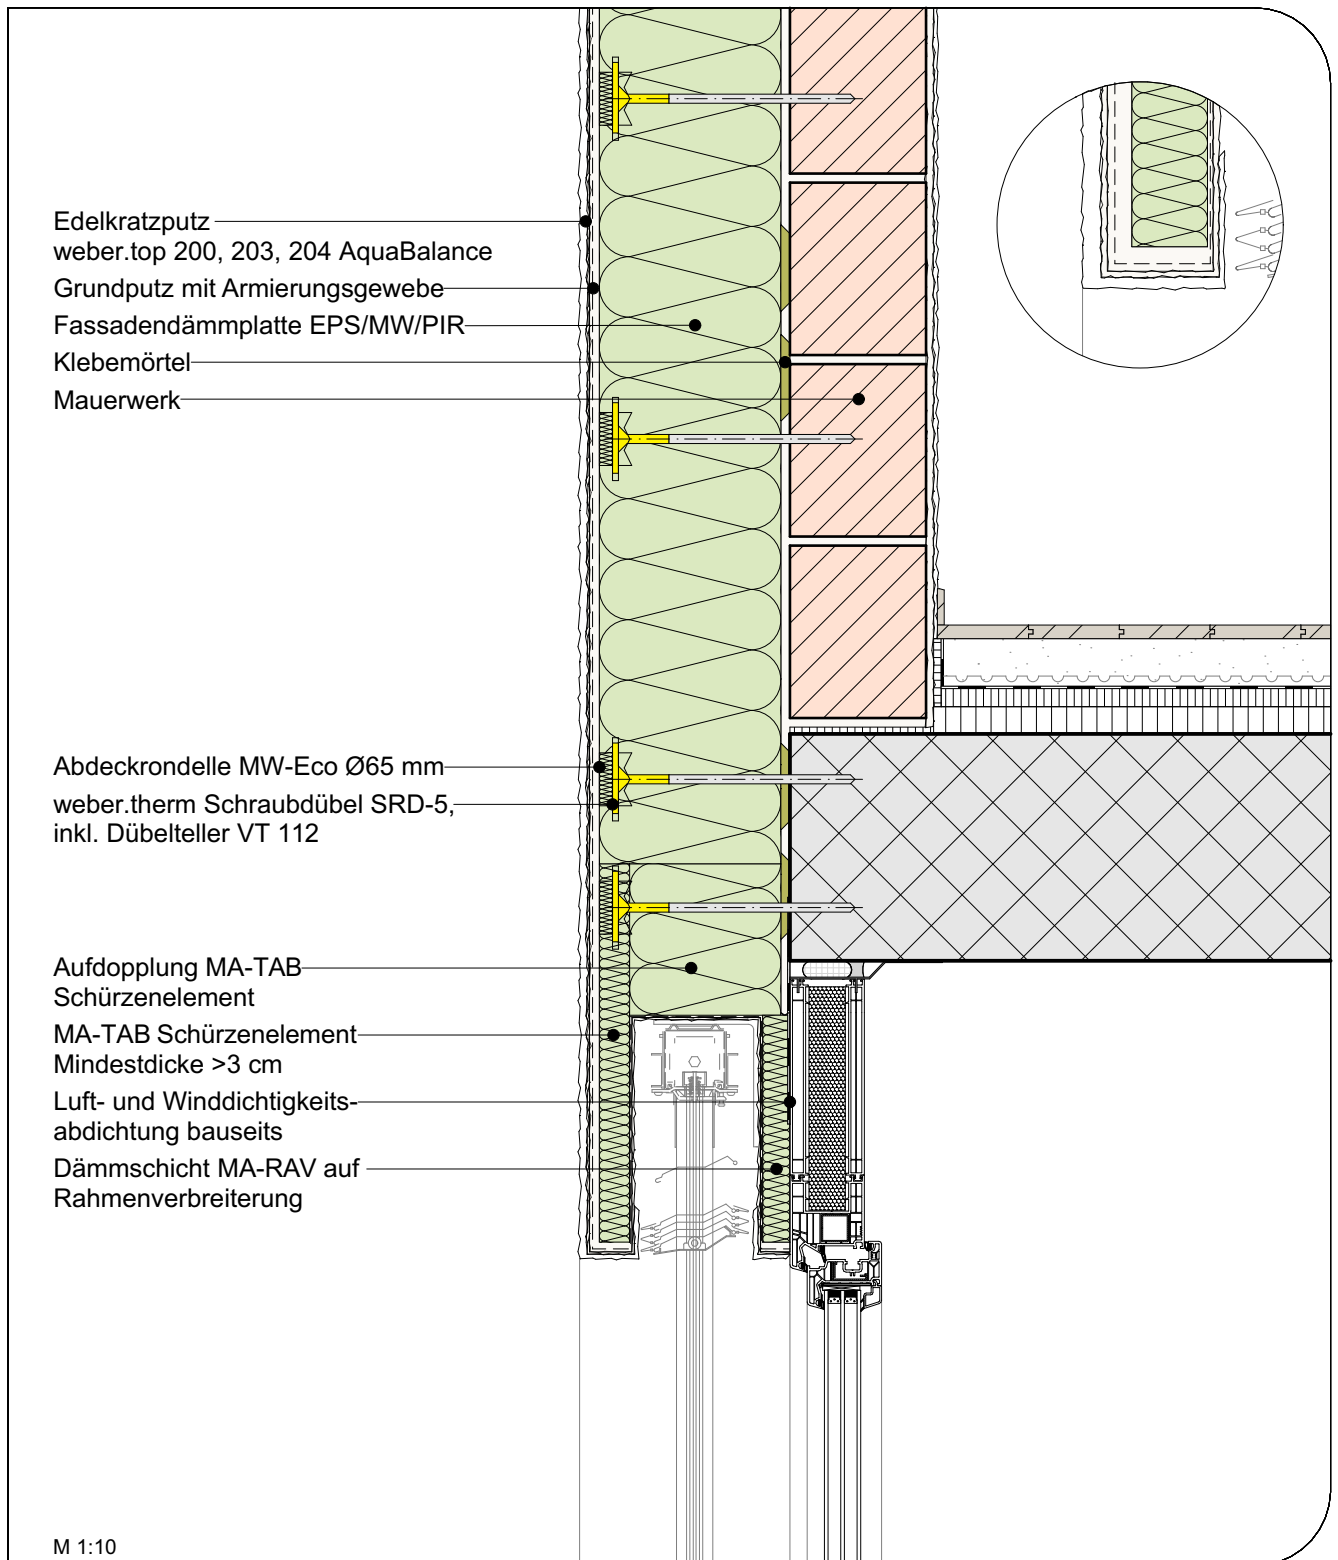 Edelkratzputz
weber.top 200, 203, 204 AquaBalance
Grundputz mit Armierungsgewebe
Fassadendämmplatte EPS/MW/PIR
Klebemörtel
Mauerwerk
Abdeckrondelle MW-Eco Ø65 mm
weber.therm Schraubdübel SRD-5,
inkl. Dübelteller VT 112
Aufdopplung MA-TAB
Schürzenelement
MA-TAB Schürzenelement
Mindestdicke >3 cm
Luft- und Winddichtigkeits-
abdichtung bauseits
Dämmschicht MA-RAV auf
Rahmenverbreiterung
M 1:10